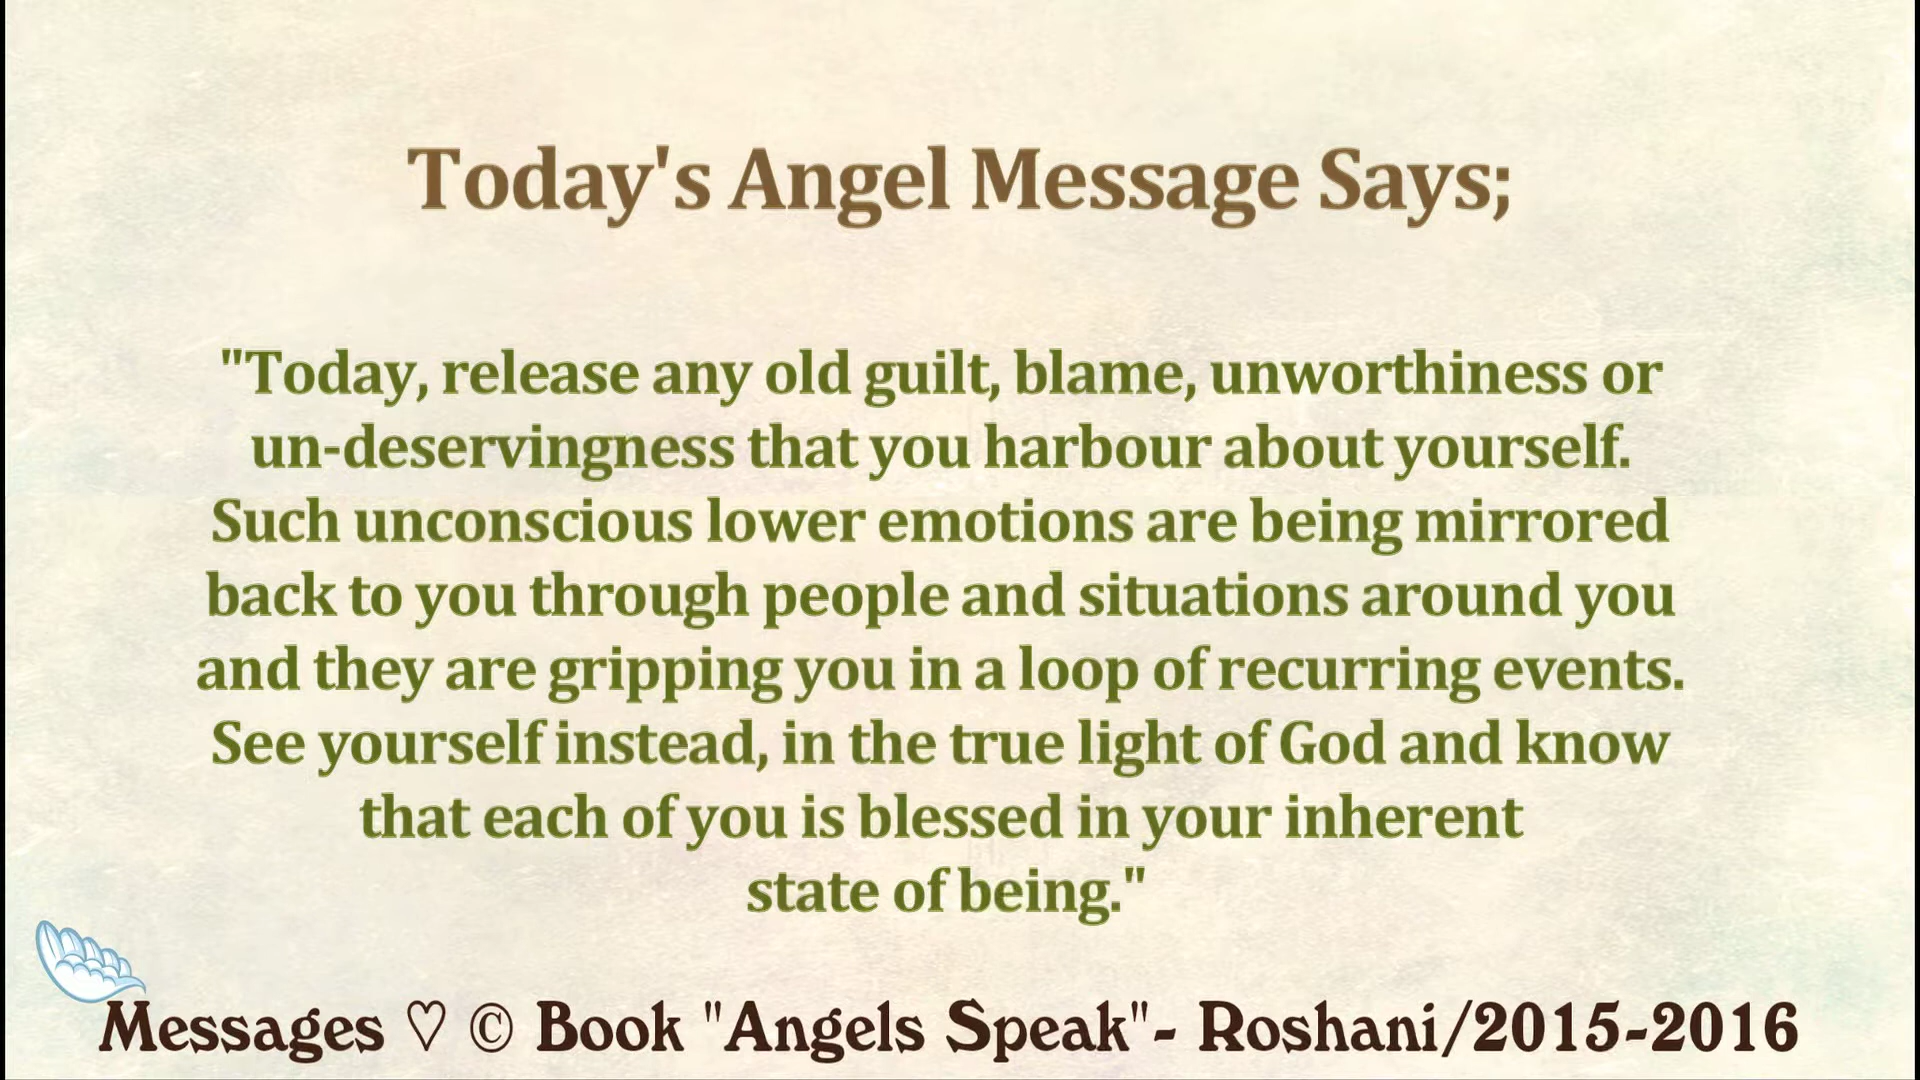 Today's Angel Message Says;
"Today, release any old guilt, blame, unworthiness or
un-deservingness that you harbour about yourself.
Such unconscious lower emotions are being mirrored
back to you through people and situations around you
and they are gripping you in a loop of recurring events.
See yourself instead, in the true light of God and know
that each of you is blessed in your inherent
state of being."
Messages ♡ © Book "Angels Speak"- Roshani/2015-2016